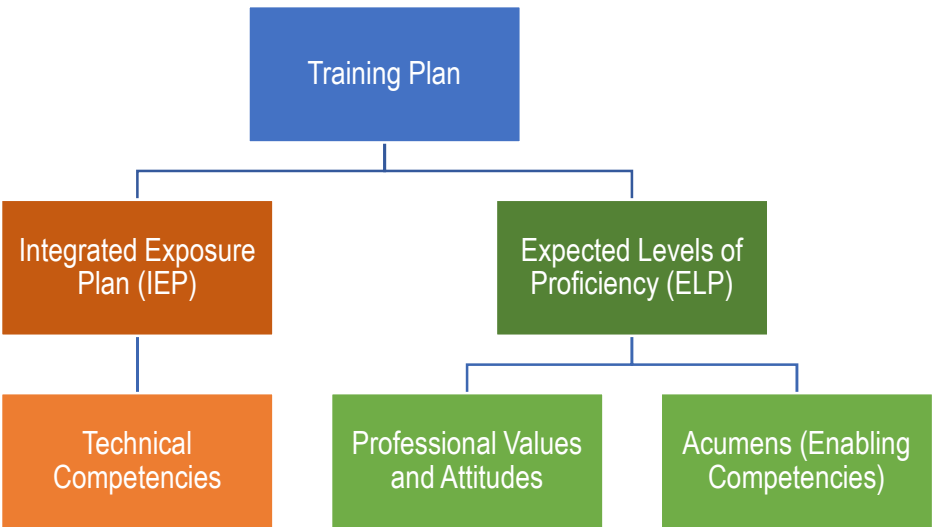 Training Plan
Integrated Exposure
Plan (IEP)
Expected Levels of
Proficiency (ELP)
Technical
Competencies
Professional Values
and Attitudes
Acumens (Enabling
Competencies)